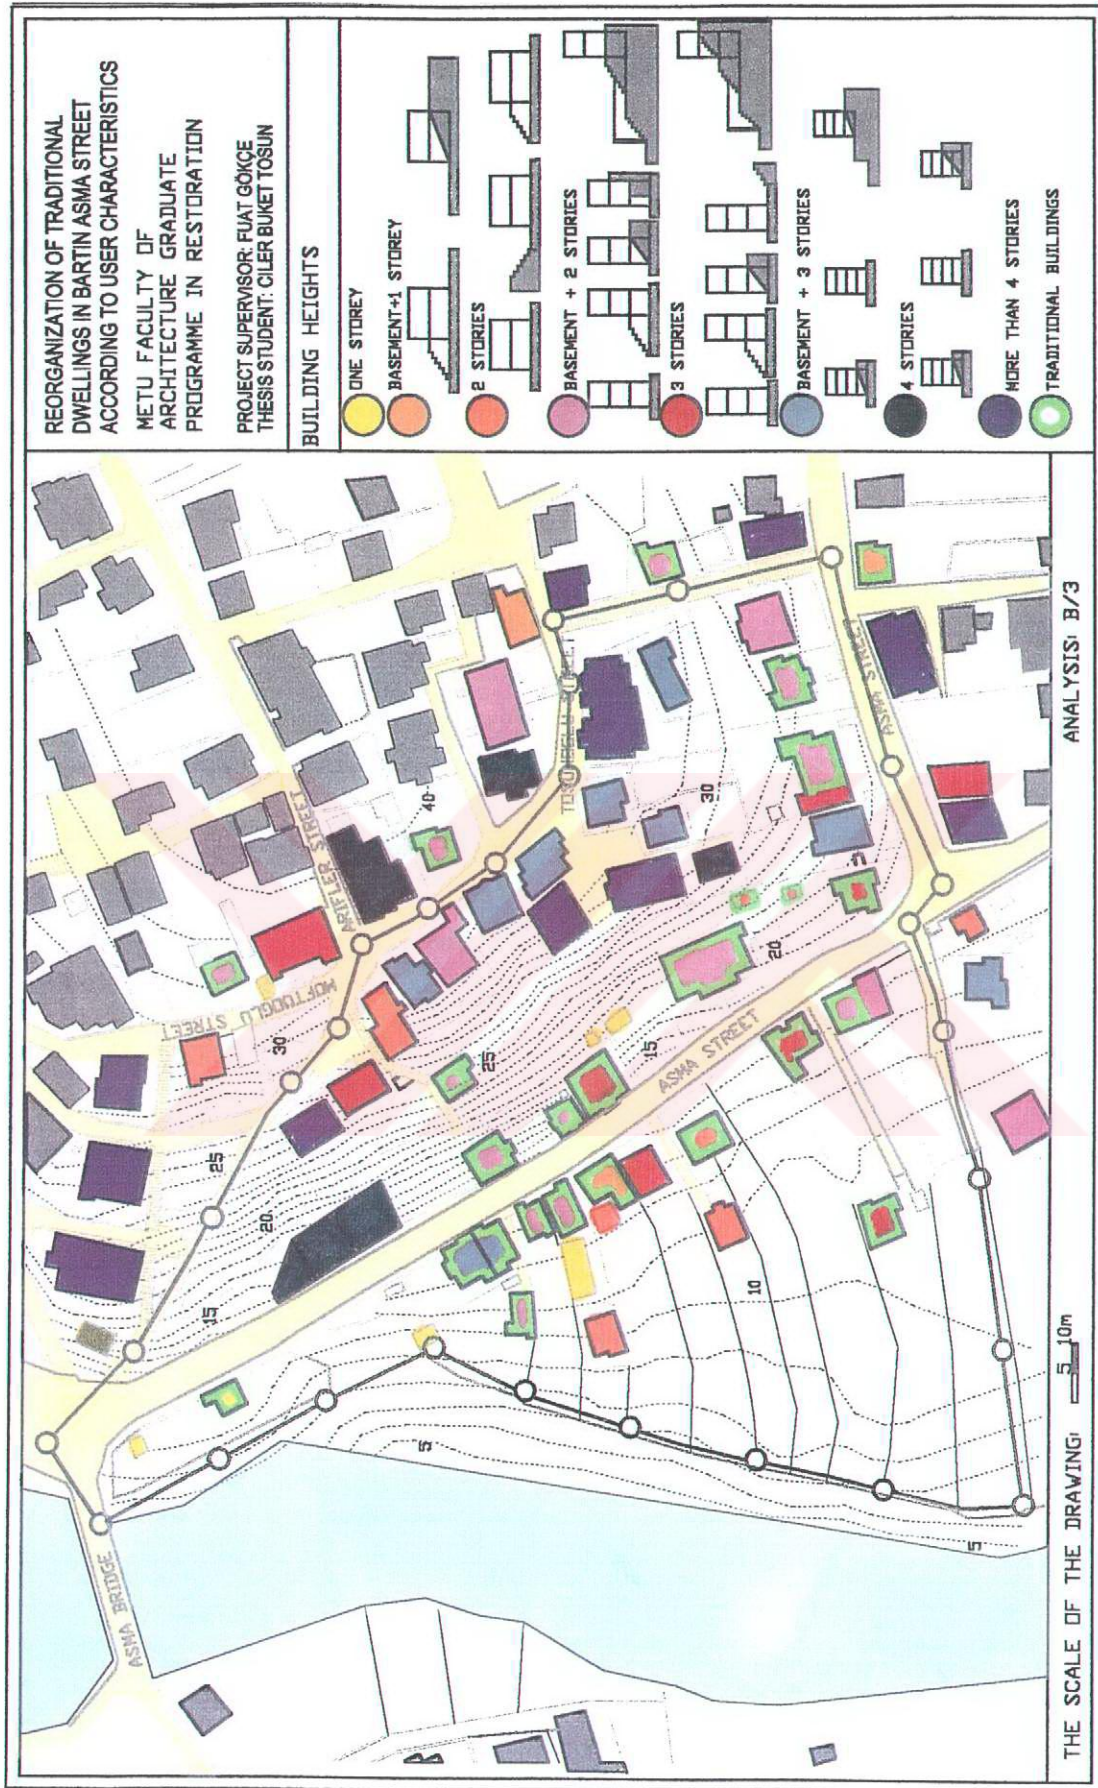 REORGANIZATION OF TRADITIONAL
DWELLINGS IN BARTIN ASMA STREET
ACCORDING TO USER CHARACTERISTICS
METU FACULTY OF
ARCHITECTURE GRADUATE
PROGRAMME IN RESTORATION
PROJECT SUPERVISOR: FUAT GÖKÇE
THESIS STUDENT: CILER BUKET TOSUN
BUILDING HEIGHTS
ONE STOREY
BASEMENT+1 STOREY
2 STORIES
BASEMENT + 2 STORIES
3 STORIES
BASEMENT + 3 STORIES
4 STORIES
MORE THAN 4 STORIES
TRADITIONAL BUILDINGS
ARIFLER STREET
MOFTUOGLU STREET
STREET
ASMA STREET
ASMA STREET
ASMA BRIDGE
40
30
30
25
25
20
20
15
15
10
5
5
THE SCALE OF THE DRAWING: 5 10m
ANALYSIS: B/3